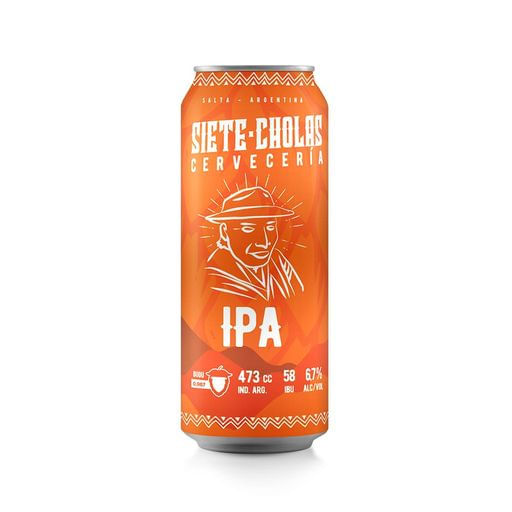 SALTA - ARGENTINA
SIETE·CHOLAS
CERVECERÍA
IPA
473 CC
IND. ARG.
58
IBU
6,7%
ALC/VOL